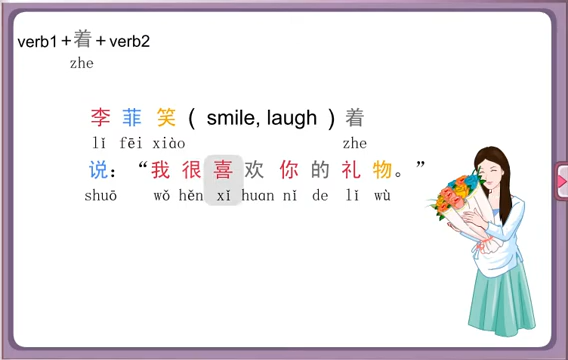 verb1+着+verb2
zhe
李菲笑( smile, laugh )着
lǐ fēi xiào zhe
说：“我很喜欢你的礼物。”
shuō wǒ hěn xǐ huan nǐ de lǐ wù